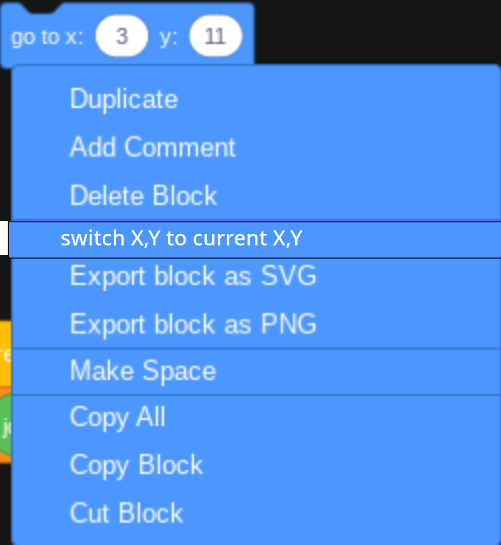 go to x: 3 y: 11
Duplicate
Add Comment
Delete Block
switch X,Y to current X,Y
Export block as SVG
Export block as PNG
Make Space
Copy All
Copy Block
Cut Block